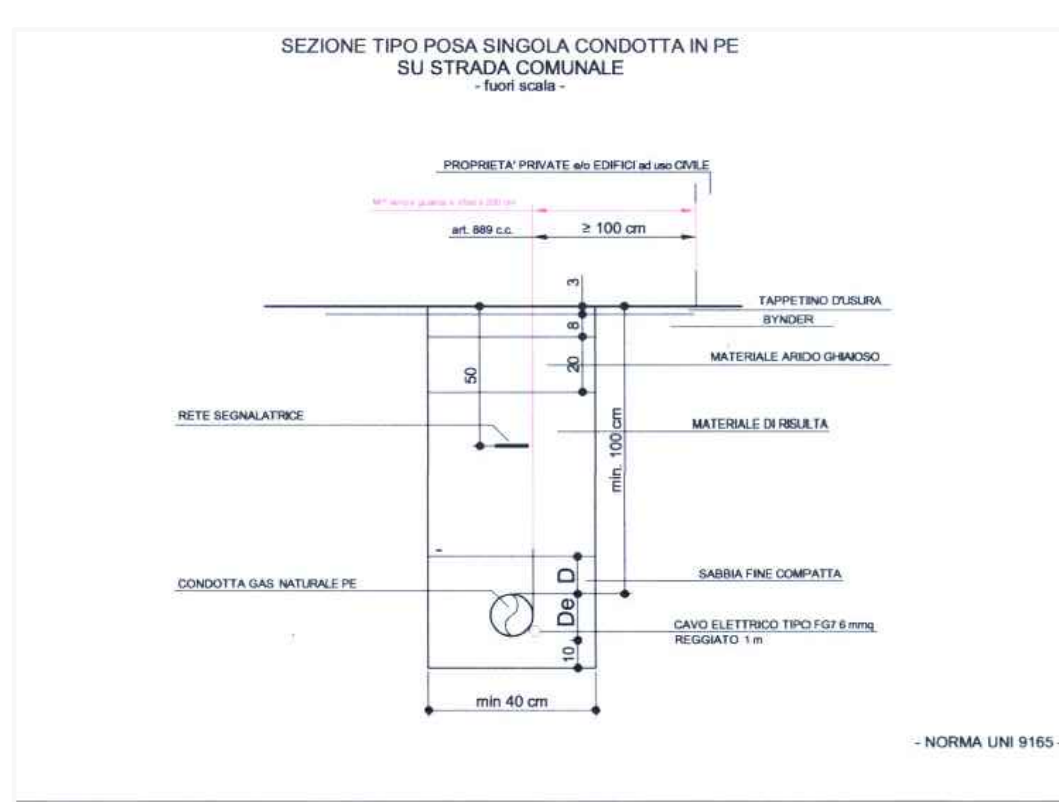 SEZIONE TIPO POSA SINGOLA CONDOTTA IN PE
SU STRADA COMUNALE
- fuori scala -
PROPRIETA' PRIVATE e/o EDIFICI ad uso CIVILE
art. 889 c.c.
≥ 100 cm
3
TAPPETIINO D'USURA
BYNDER
8
20
MATERIALE ARIDO GHIAIOSO
50
RETE SEGNALATRICE
MATERIALE DI RISULTA
min. 100 cm
D
SABBIA FINE COMPATTA
CONDOTTA GAS NATURALE PE
De
CAVO ELETTRICO TIPO FG7 6 mmq
REGGIATO 1 m
10
min 40 cm
- NORMA UNI 9165 -